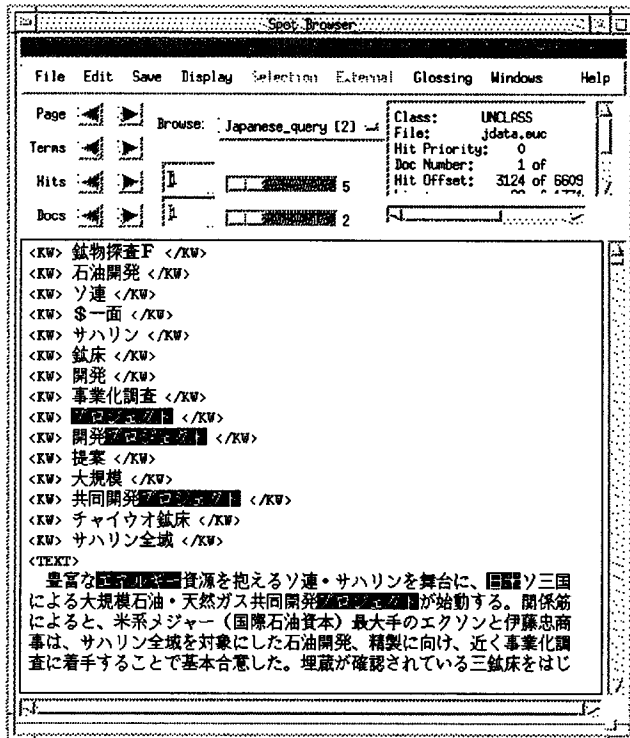 Spot Browser
File Edit Save Display Selection External Glossing Windows Help
Page
Browse: Japanese_query [2]
Terms
Hits 1 5
Docs 1 2
Class: UNCLASS
File: jdata.euc
Hit Priority: 0
Doc Number: 1 of
Hit Offset: 3124 of 6609
<KW> 鉱物探査F </KW>
<KW> 石油開発 </KW>
<KW> ソ連 </KW>
<KW> $一面 </KW>
<KW> サハリン </KW>
<KW> 鉱床 </KW>
<KW> 開発 </KW>
<KW> 事業化調査 </KW>
<KW> プロジェクト </KW>
<KW> 開発プロジェクト </KW>
<KW> 提案 </KW>
<KW> 大規模 </KW>
<KW> 共同開発プロジェクト </KW>
<KW> チャイウオ鉱床 </KW>
<KW> サハリン全域 </KW>
<TEXT>
豊富なエネルギー資源を抱えるソ連・サハリンを舞台に、日米ソ三国
による大規模石油・天然ガス共同開発プロジェクトが始動する。関係筋
によると、米系メジャー（国際石油資本）最大手のエクソンと伊藤忠商
事は、サハリン全域を対象にした石油開発、精製に向け、近く事業化調
査に着手することで基本合意した。埋蔵が確認されている三鉱床をはじ